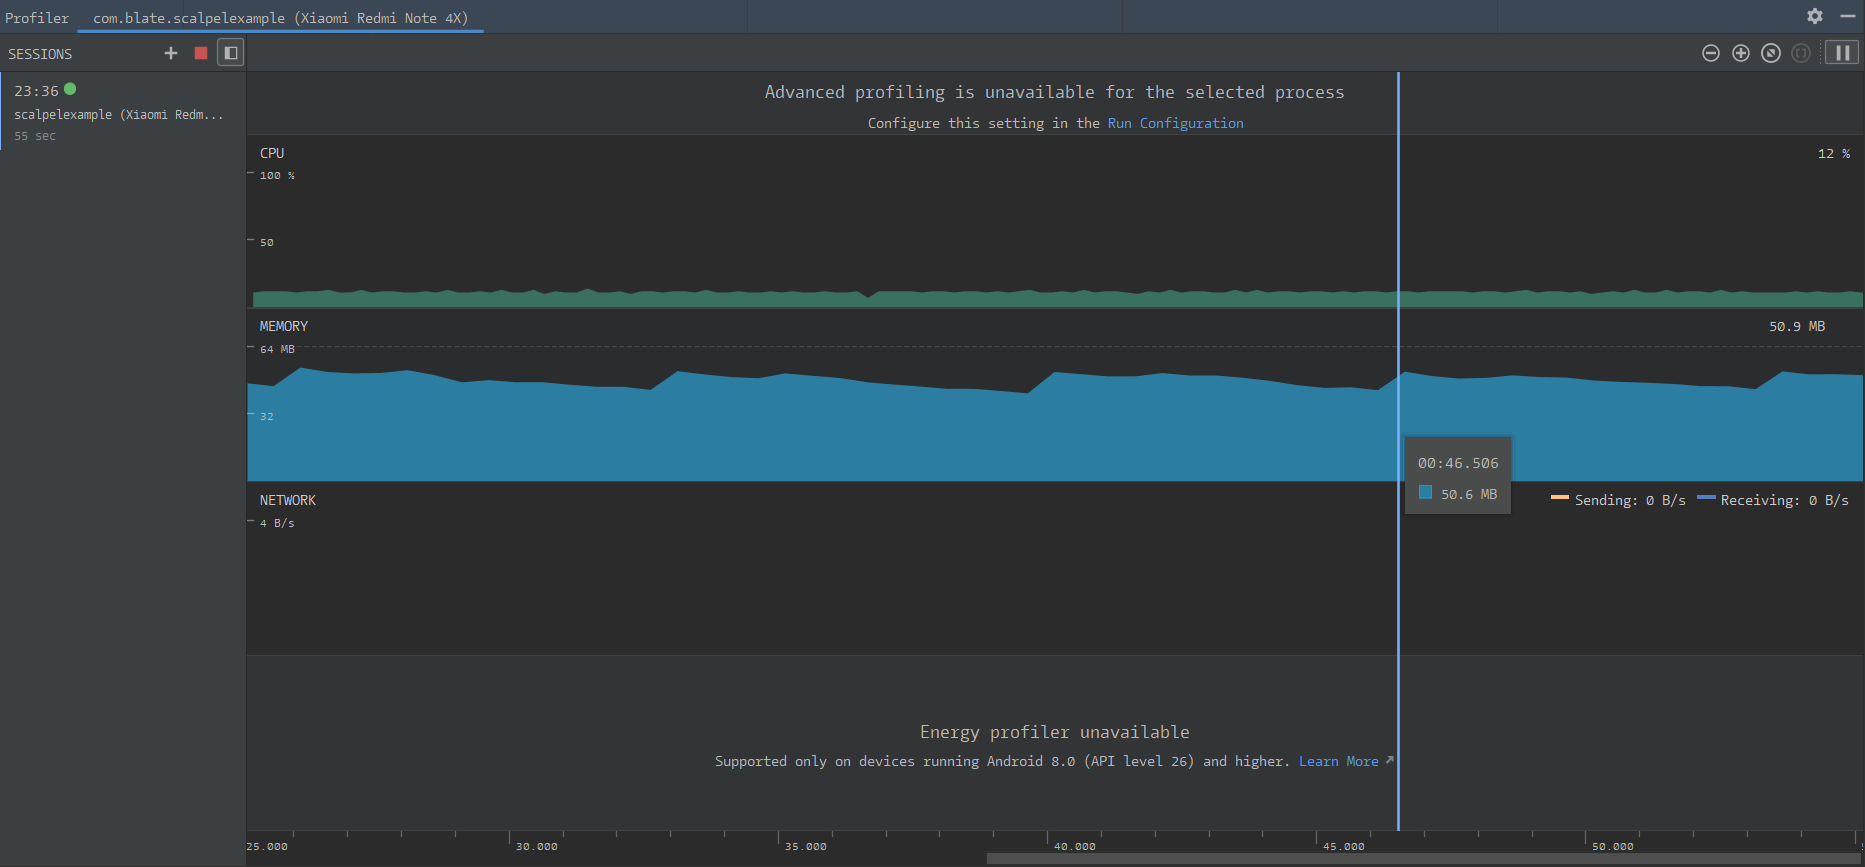 Profiler com.blate.scalpelexample (Xiaomi Redmi Note 4X)
SESSIONS
23:36
scalpelexample (Xiaomi Redm...
55 sec
Advanced profiling is unavailable for the selected process
Configure this setting in the Run Configuration
CPU 12 %
100 %
50
MEMORY 50.9 MB
64 MB
32
00:46.506
50.6 MB
NETWORK Sending: 0 B/s Receiving: 0 B/s
4 B/s
Energy profiler unavailable
Supported only on devices running Android 8.0 (API level 26) and higher. Learn More
25.000 30.000 35.000 40.000 45.000 50.000